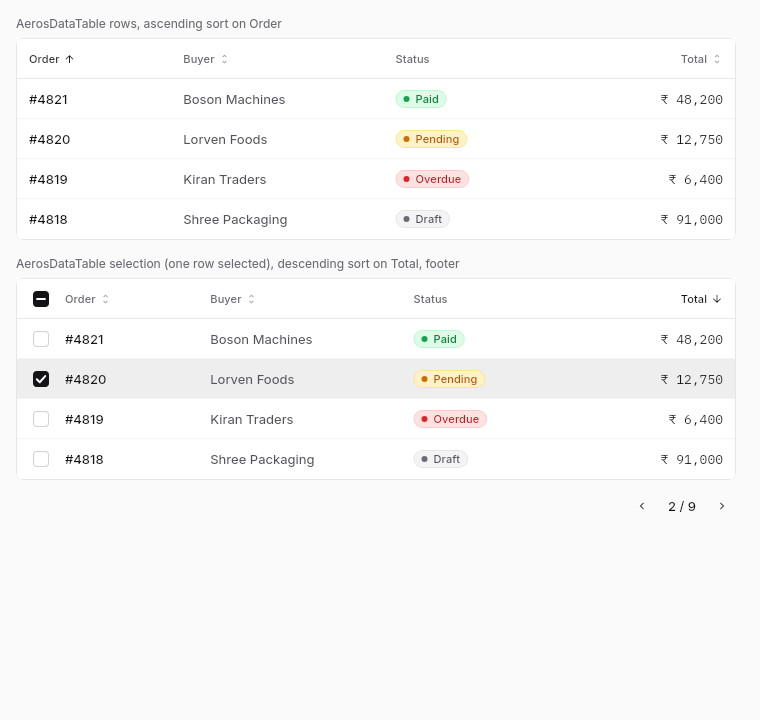 AerosDataTable rows, ascending sort on Order
Order Buyer Status Total
#4821 Boson Machines Paid ₹ 48,200
#4820 Lorven Foods Pending ₹ 12,750
#4819 Kiran Traders Overdue ₹ 6,400
#4818 Shree Packaging Draft ₹ 91,000
AerosDataTable selection (one row selected), descending sort on Total, footer
Order Buyer Status Total
#4821 Boson Machines Paid ₹ 48,200
#4820 Lorven Foods Pending ₹ 12,750
#4819 Kiran Traders Overdue ₹ 6,400
#4818 Shree Packaging Draft ₹ 91,000
2 / 9